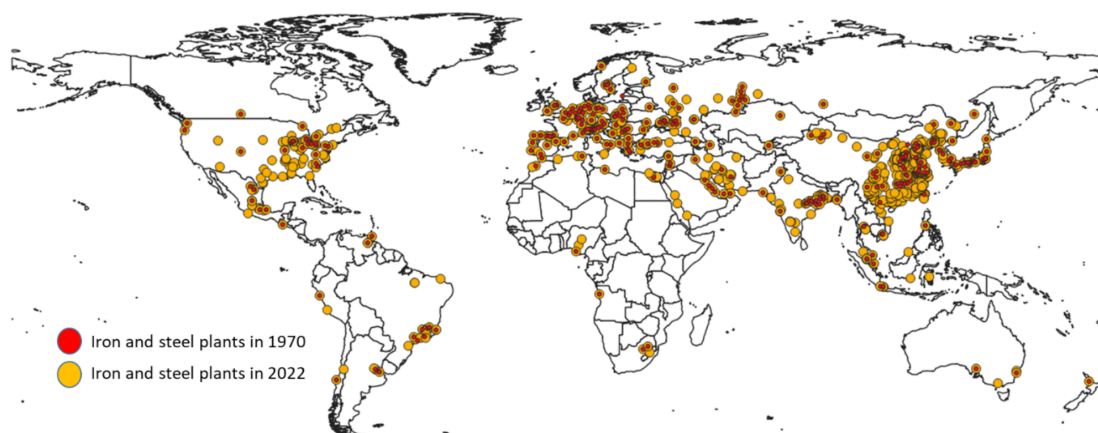 Iron and steel plants in 1970
Iron and steel plants in 2022